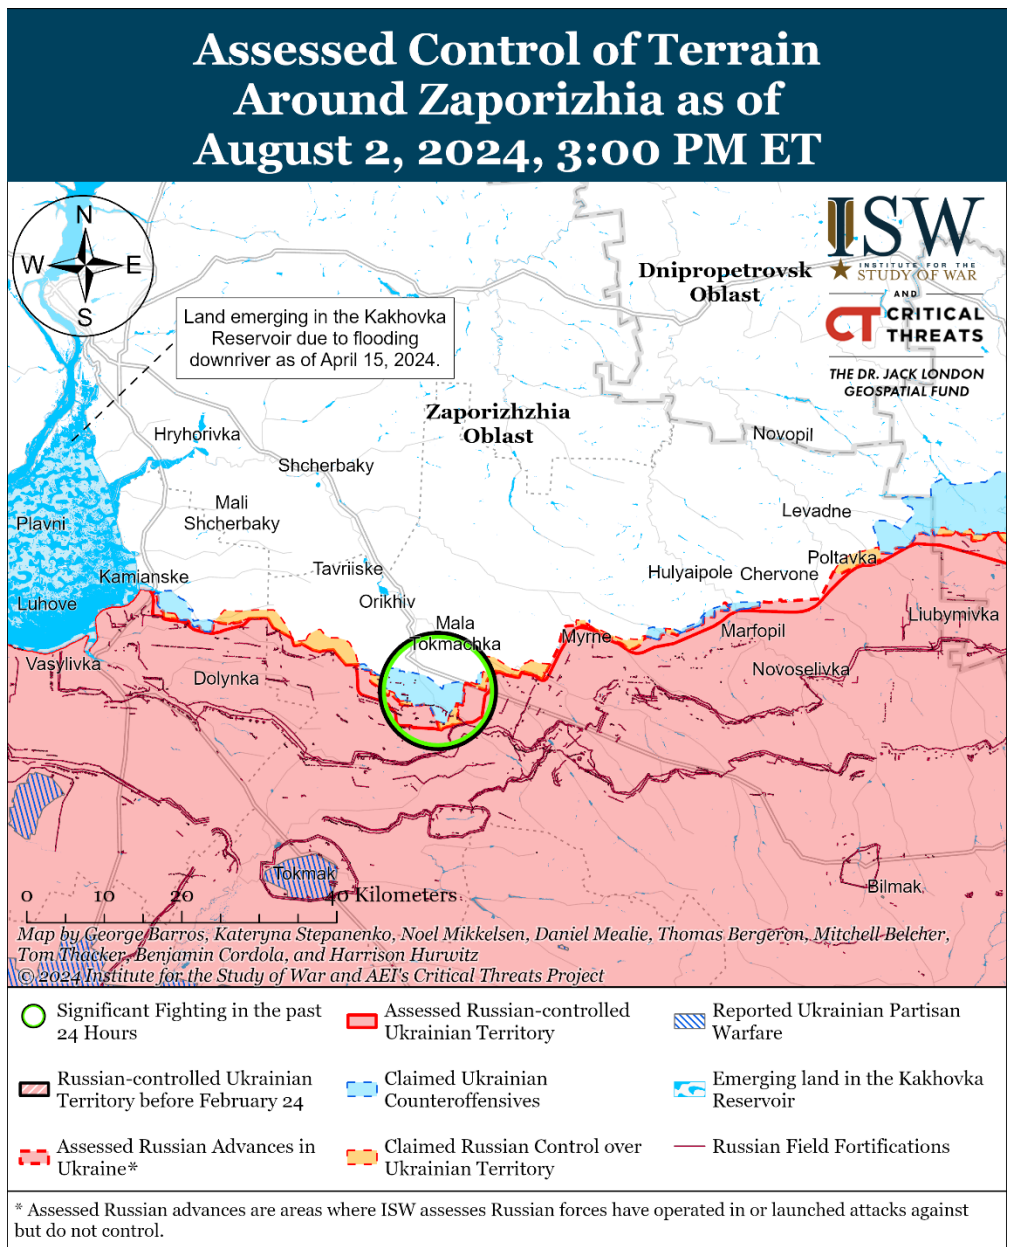 Assessed Control of Terrain
Around Zaporizhia as of
August 2, 2024, 3:00 PM ET
N
W
E
S
ISW
INSTITUTE FOR THE
STUDY OF WAR
AND
CT CRITICAL
THREATS
THE DR. JACK LONDON
GEOSPATIAL FUND
Dnipropetrovsk
Oblast
Land emerging in the Kakhovka
Reservoir due to flooding
downriver as of April 15, 2024.
Zaporizhzhia
Oblast
Hryhorivka
Novopil
Shcherbaky
Mali
Shcherbaky
Levadne
Plavni
Poltavka
Tavriiske
Hulyaipole
Chervone
Kamianske
Luhove
Orikhiv
Liubymivka
Mala
Tokmachka
Myrne
Marfopil
Vasylivka
Dolynka
Novoselivka
Tokmak
Bilmak
0 10 20 40 Kilometers
Map by George Barros, Kateryna Stepanenko, Noel Mikkelsen, Daniel Mealie, Thomas Bergeron, Mitchell Belcher,
Tom Thacker, Benjamin Cordola, and Harrison Hurwitz
© 2024 Institute for the Study of War and AEI's Critical Threats Project
Significant Fighting in the past
24 Hours
Assessed Russian-controlled
Ukrainian Territory
Reported Ukrainian Partisan
Warfare
Russian-controlled Ukrainian
Territory before February 24
Claimed Ukrainian
Counteroffensives
Emerging land in the Kakhovka
Reservoir
Assessed Russian Advances in
Ukraine*
Claimed Russian Control over
Ukrainian Territory
Russian Field Fortifications
* Assessed Russian advances are areas where ISW assesses Russian forces have operated in or launched attacks against
but do not control.